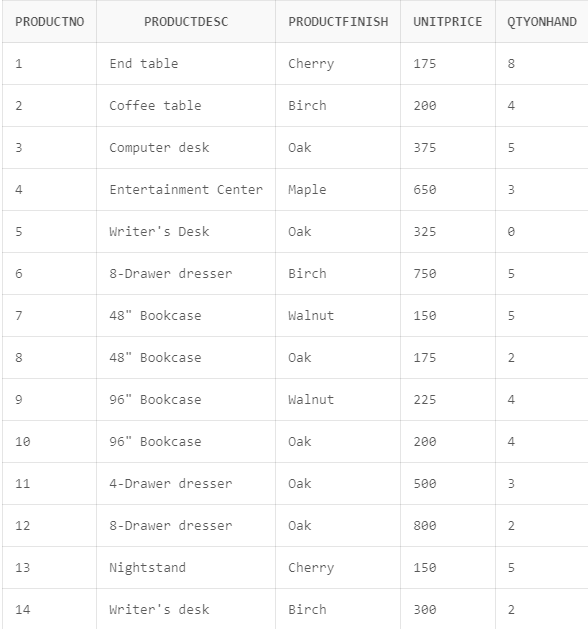 PRODUCTNO PRODUCTDESC PRODUCTFINISH UNITPRICE QTYONHAND
1 End table Cherry 175 8
2 Coffee table Birch 200 4
3 Computer desk Oak 375 5
4 Entertainment Center Maple 650 3
5 Writer's Desk Oak 325 0
6 8-Drawer dresser Birch 750 5
7 48" Bookcase Walnut 150 5
8 48" Bookcase Oak 175 2
9 96" Bookcase Walnut 225 4
10 96" Bookcase Oak 200 4
11 4-Drawer dresser Oak 500 3
12 8-Drawer dresser Oak 800 2
13 Nightstand Cherry 150 5
14 Writer's desk Birch 300 2